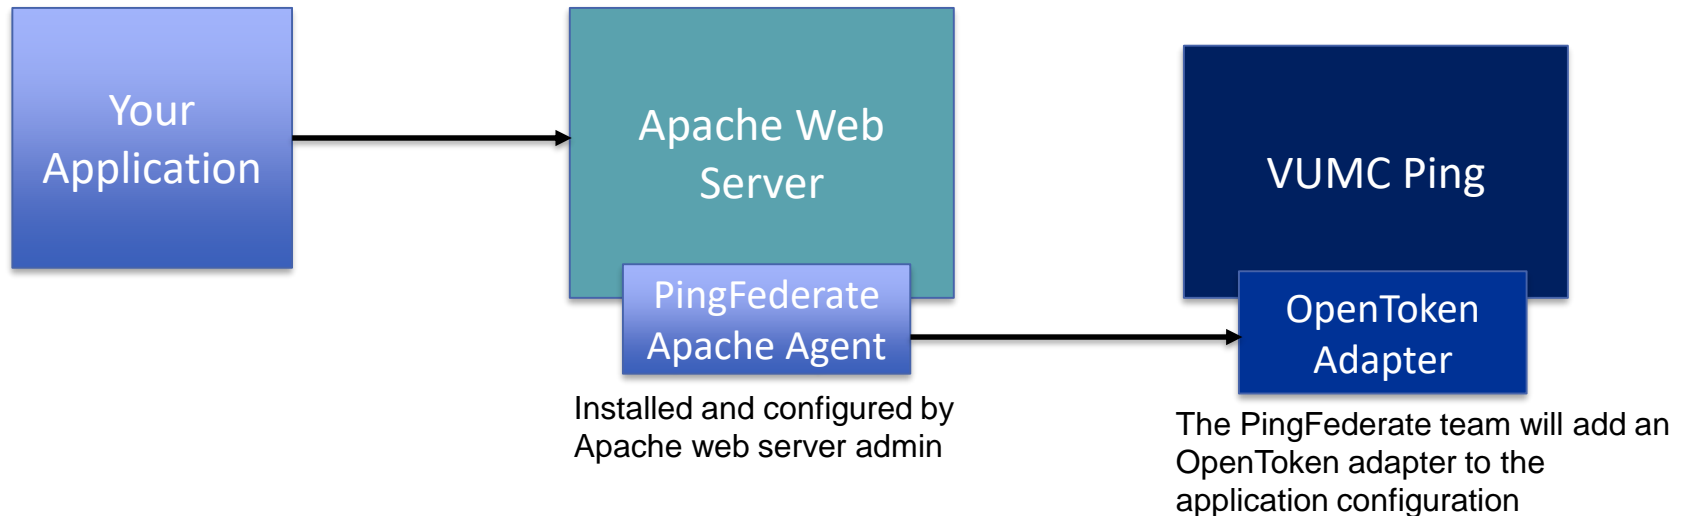 Your
Application
Apache Web
Server
PingFederate
Apache Agent
Installed and configured by
Apache web server admin
VUMC Ping
OpenToken
Adapter
The PingFederate team will add an
OpenToken adapter to the
application configuration